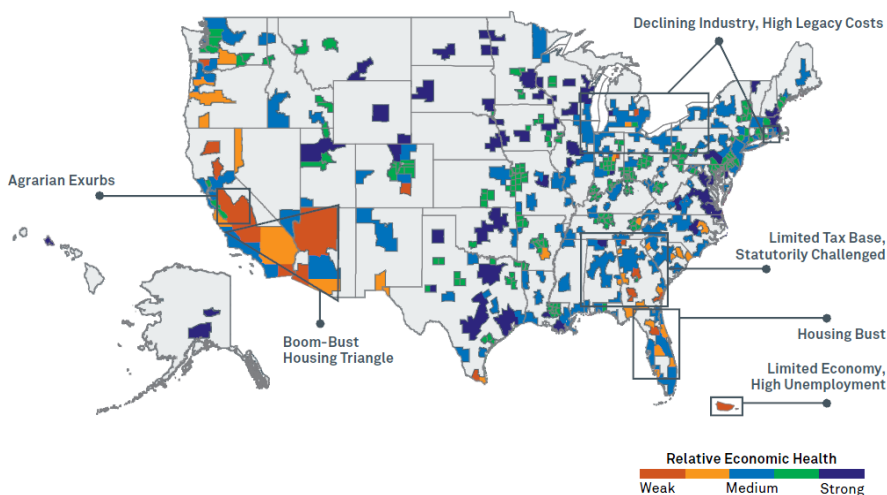 Declining Industry, High Legacy Costs
Agrarian Exurbs
Limited Tax Base,
Statutorily Challenged
Boom-Bust
Housing Triangle
Housing Bust
Limited Economy,
High Unemployment
Relative Economic Health
Weak Medium Strong